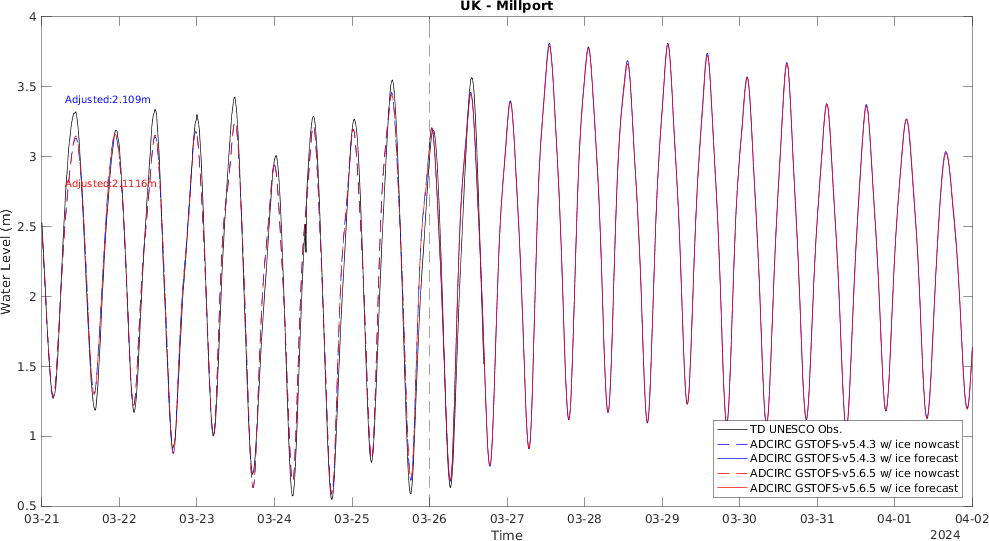 UK - Millport
4
3.5
3
2.5
2
1.5
1
0.5
Water Level (m)
Adjusted:2.109m
Adjusted:2.1116m
TD UNESCO Obs.
ADCIRC GSTOFS-v5.4.3 w/ ice nowcast
ADCIRC GSTOFS-v5.4.3 w/ ice forecast
ADCIRC GSTOFS-v5.6.5 w/ ice nowcast
ADCIRC GSTOFS-v5.6.5 w/ ice forecast
03-21 03-22 03-23 03-24 03-25 03-26 03-27 03-28 03-29 03-30 03-31 04-01 04-02
Time
2024